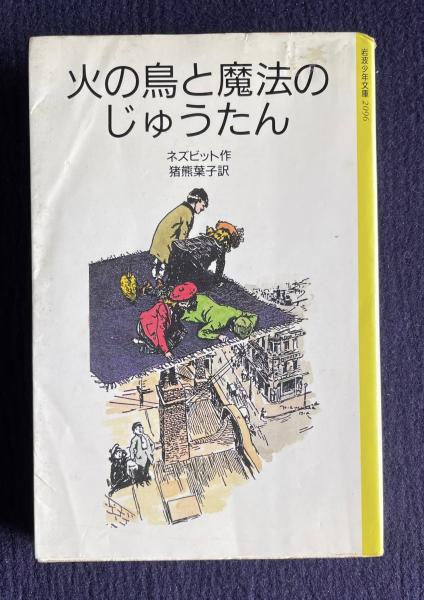 火の鳥と魔法の
じゅうたん
ネズビット作
猪熊葉子訳
岩波少年文庫 2096